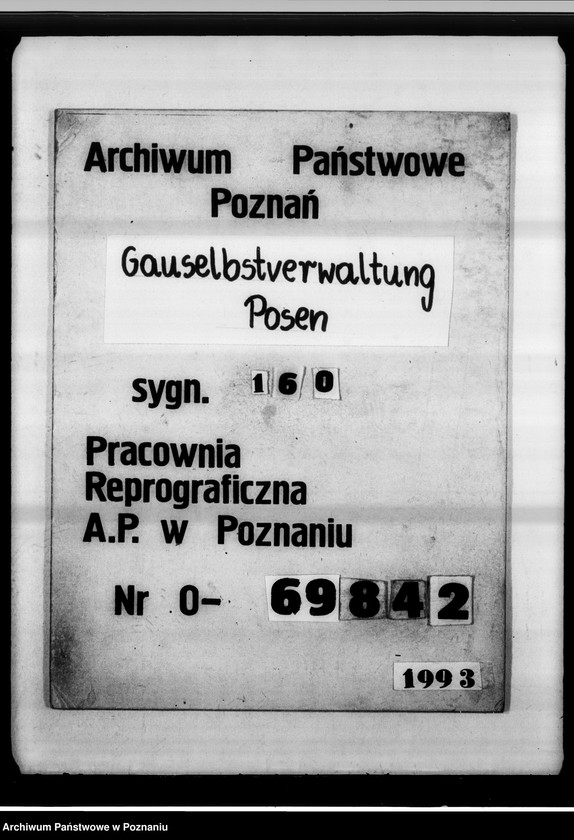 Archiwum Państwowe
Poznań
Gauselbstverwaltung
Posen
sygn. 160
Pracownia
Reprograficzna
A.P. w Poznaniu
Nr 0- 69842
1993
Archiwum Państwowe w Poznaniu